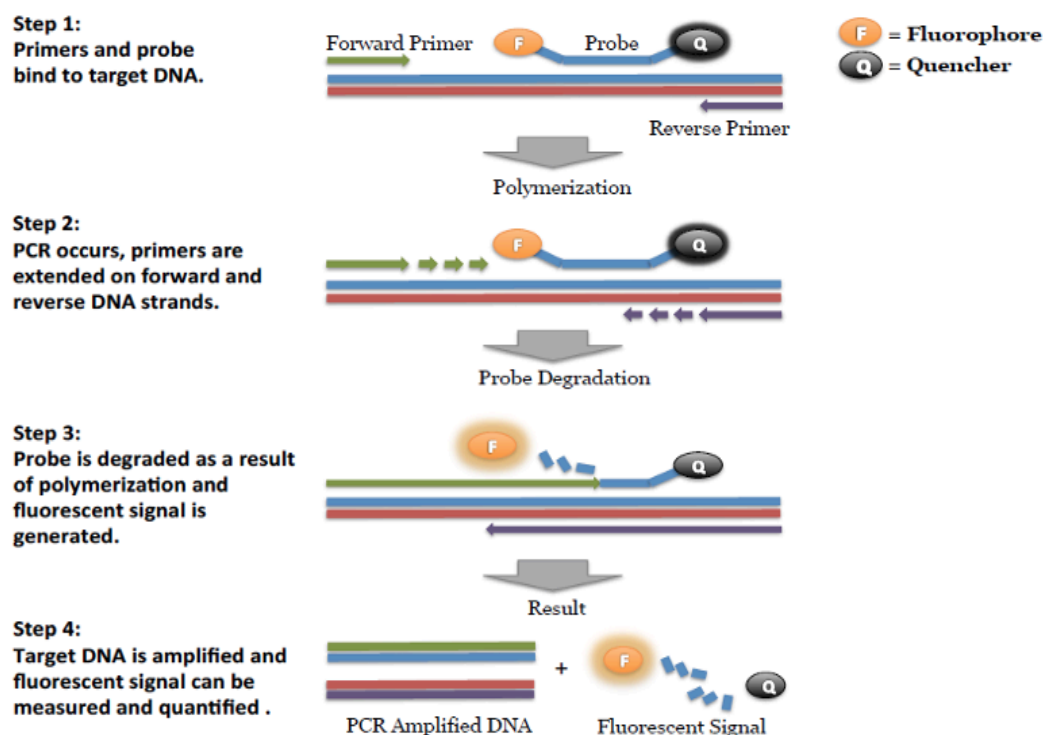 Step 1:
Primers and probe
bind to target DNA.
Forward Primer
F
Probe
Q
F = Fluorophore
Q = Quencher
Reverse Primer
Polymerization
Step 2:
PCR occurs, primers are
extended on forward and
reverse DNA strands.
F
Q
Probe Degradation
Step 3:
Probe is degraded as a result
of polymerization and
fluorescent signal is
generated.
F
Q
Result
Step 4:
Target DNA is amplified and
fluorescent signal can be
measured and quantified .
+
F
Q
PCR Amplified DNA
Fluorescent Signal